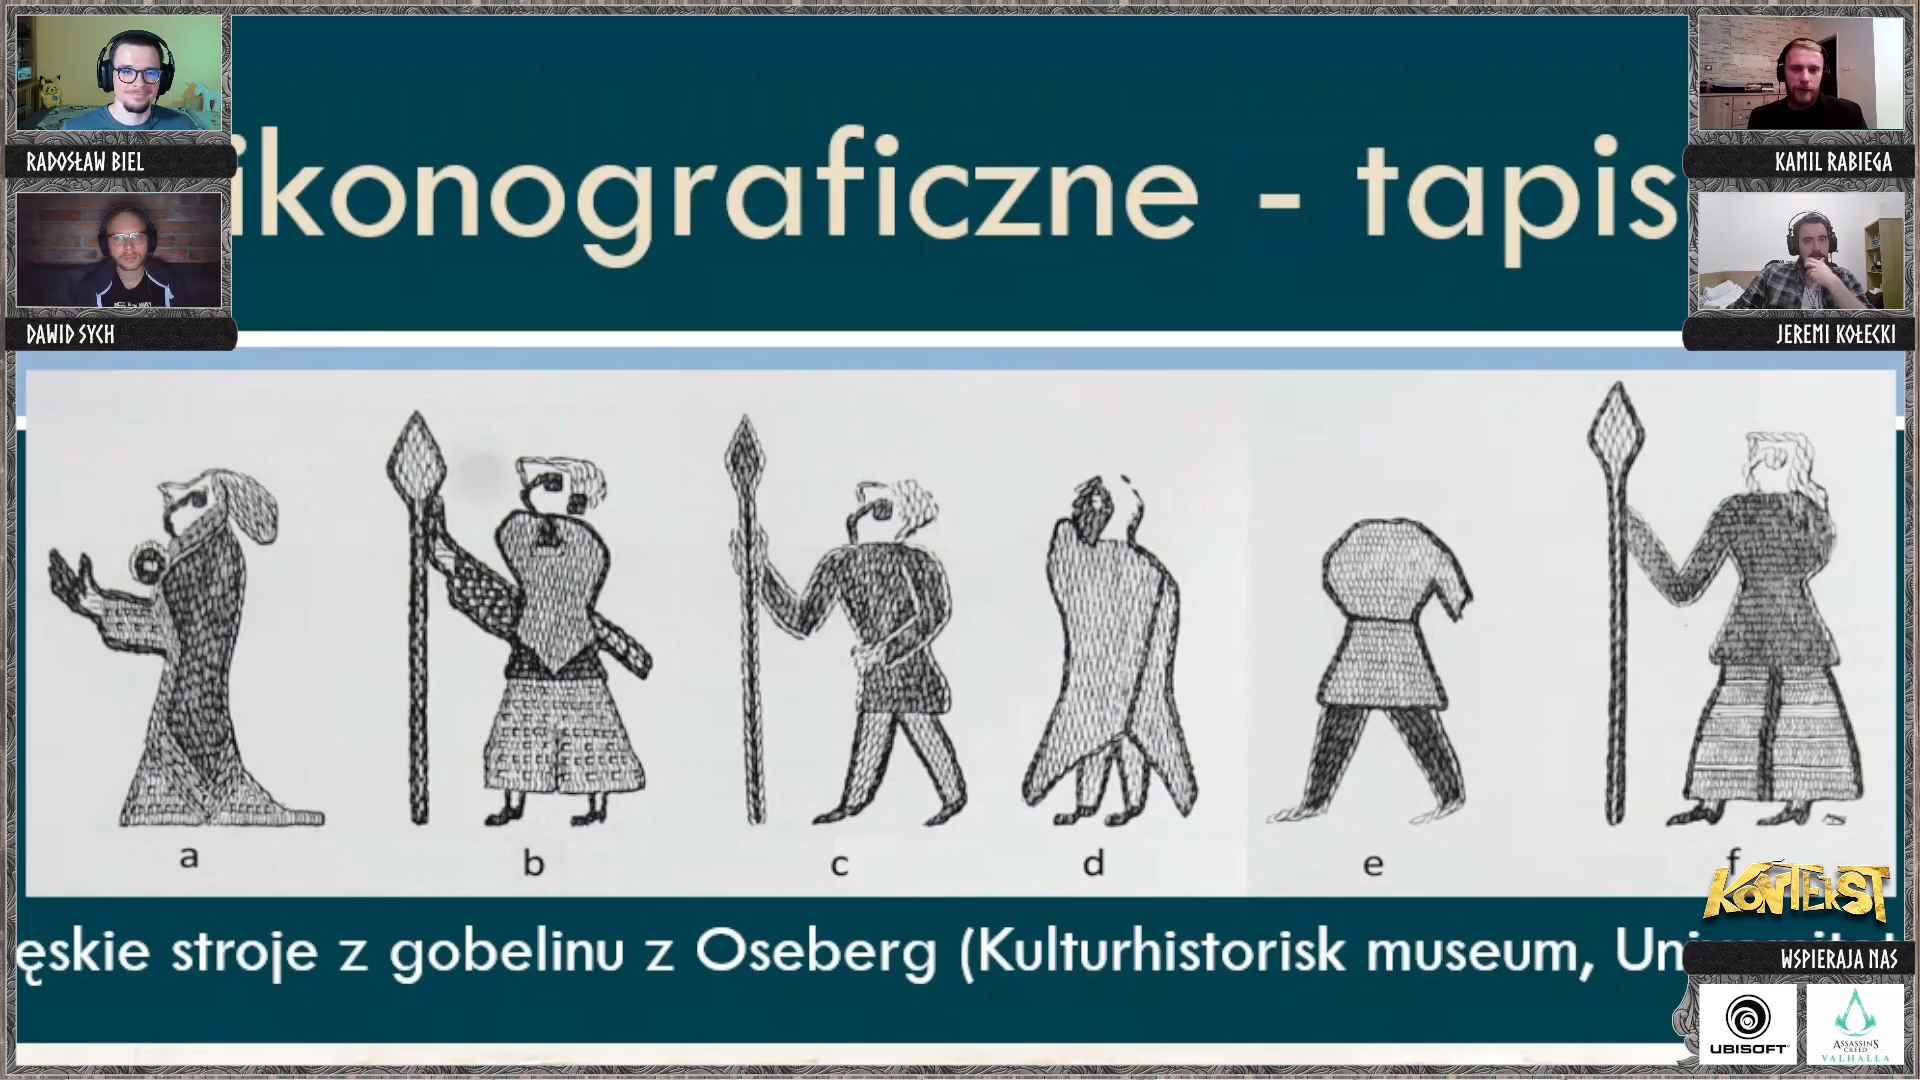 RADOSŁAW BIEL
KAMIL RABIEGA
ikonograficzne - tapis
DAWID SYCH
JEREMI KOŁECKI
a
b
c
d
e
f
KONTEKST
ęskie stroje z gobelinu z Oseberg (Kulturhistorisk museum, Un
WSPIERAJA NAS
UBISOFT
ASSASSIN'S
CREED
VALHALLA